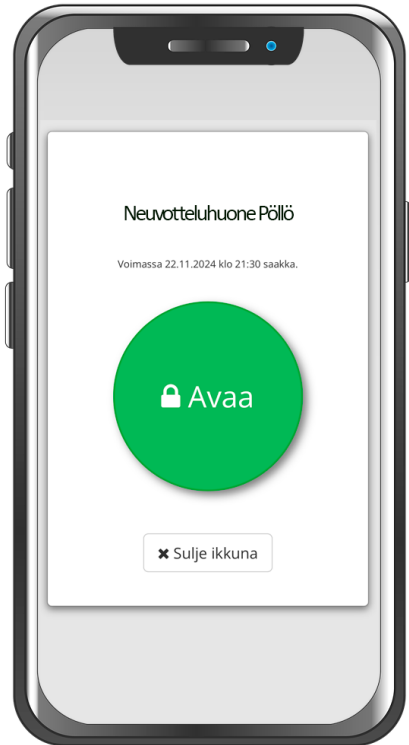 Neuvotteluhuone Pöllö
Voimassa 22.11.2024 klo 21:30 saakka.
Avaa
Sulje ikkuna